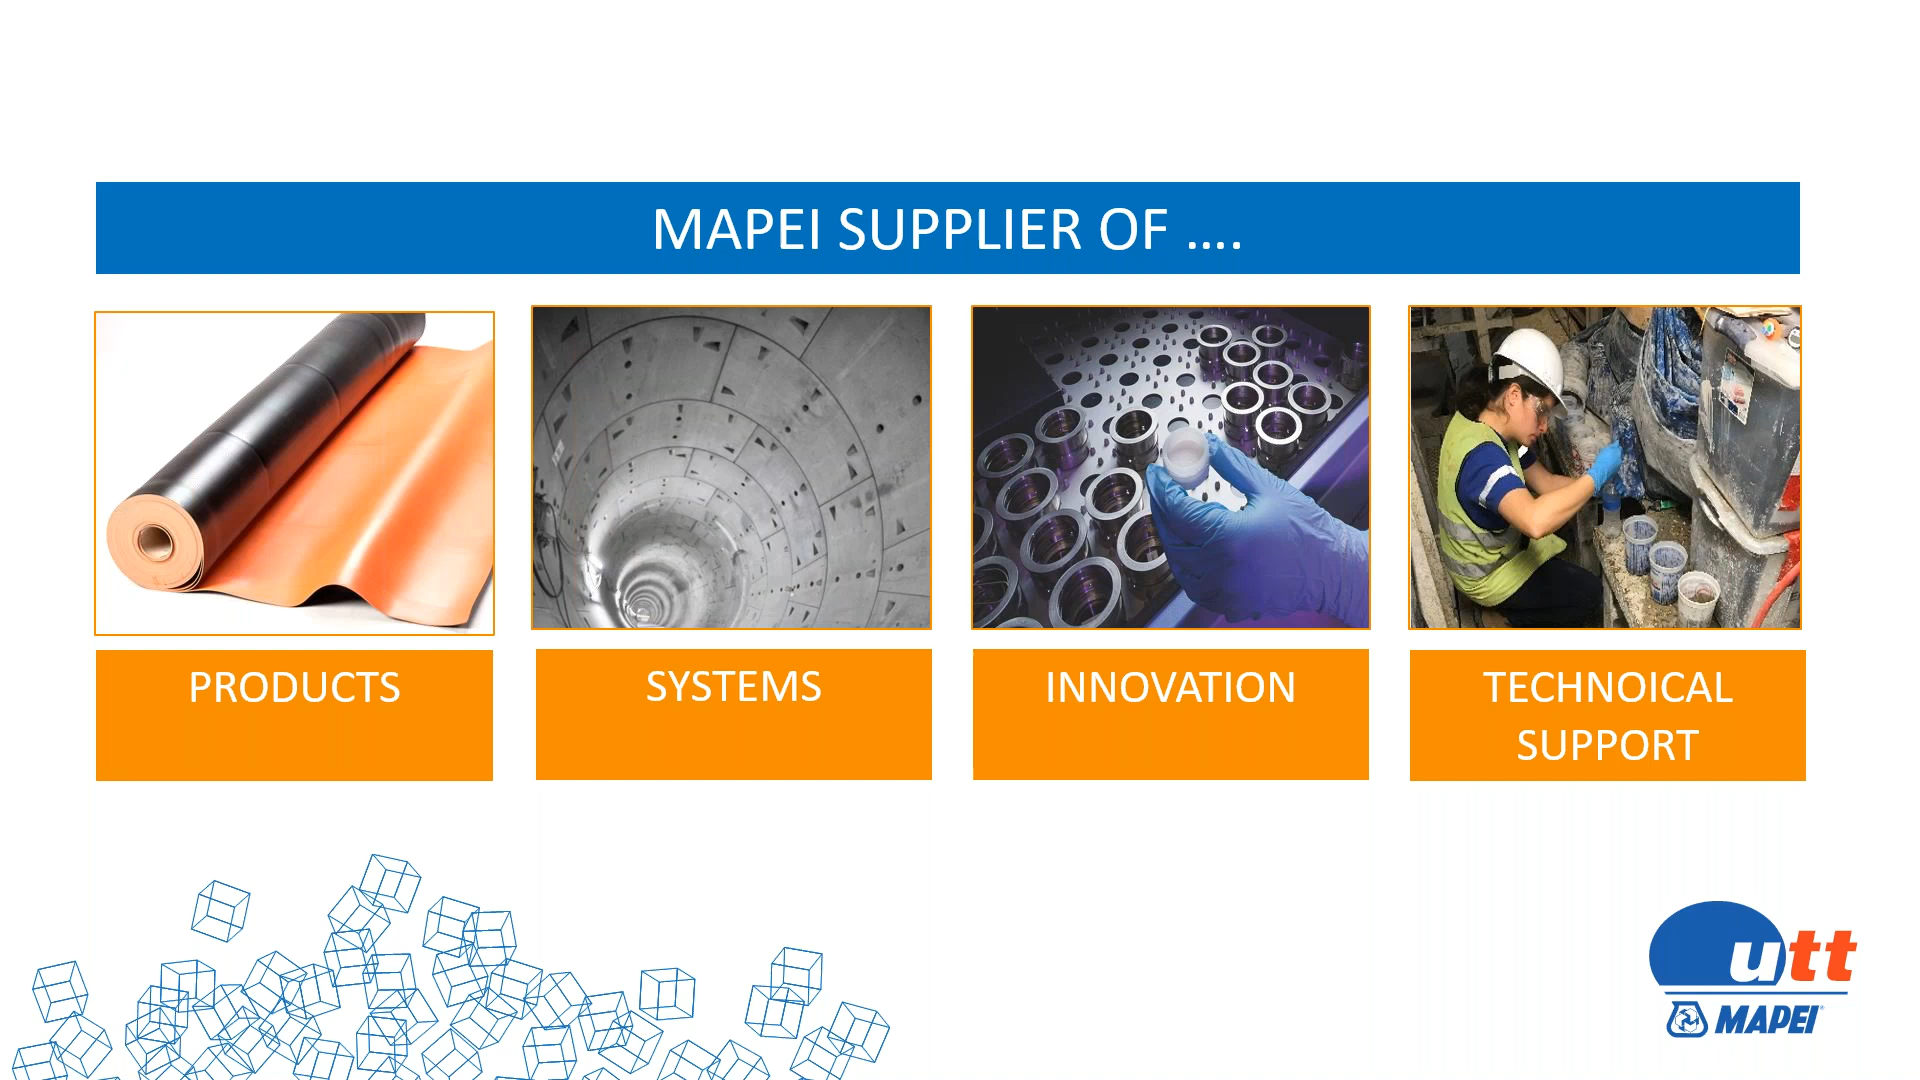 MAPEI SUPPLIER OF ....
PRODUCTS
SYSTEMS
INNOVATION
TECHNOICAL
SUPPORT
utt
MAPEI